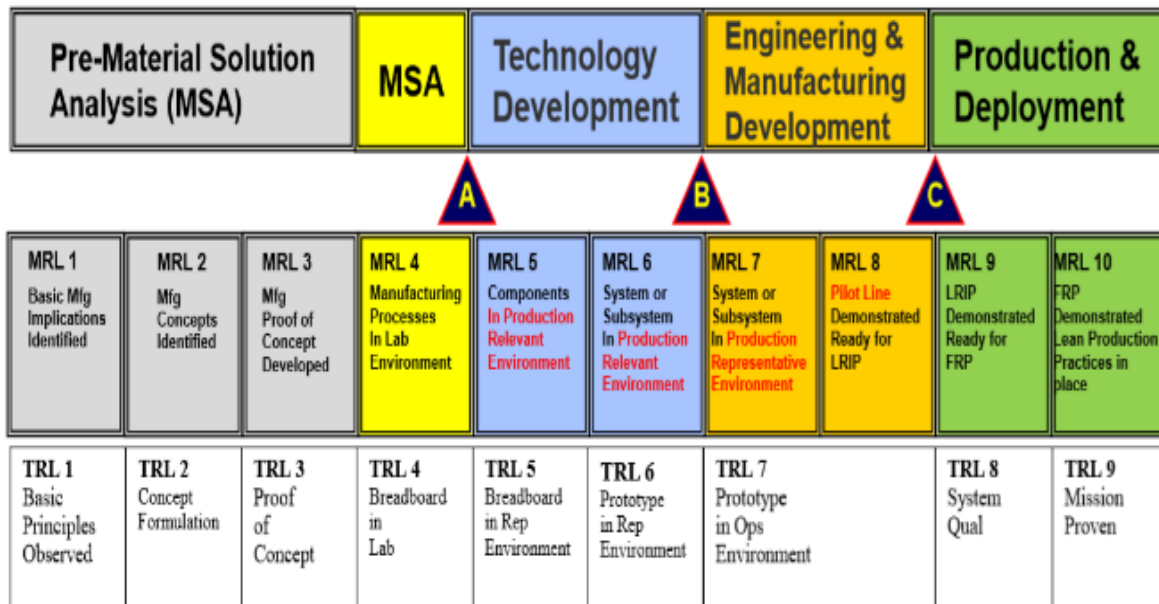 Pre-Material Solution
Analysis (MSA)
MSA
Technology
Development
Engineering &
Manufacturing
Development
Production &
Deployment
A
B
C
MRL 1
Basic Mfg
Implications
Identified
MRL 2
Mfg
Concepts
Identified
MRL 3
Mfg
Proof of
Concept
Developed
MRL 4
Manufacturing
Processes
In Lab
Environment
MRL 5
Components
In Production
Relevant
Environment
MRL 6
System or
Subsystem
In Production
Relevant
Environment
MRL 7
System or
Subsystem
In Production
Representative
Environment
MRL 8
Pilot Line
Demonstrated
Ready for
LRIP
MRL 9
LRIP
Demonstrated
Ready for
FRP
MRL 10
FRP
Demonstrated
Lean Production
Practices in
place
TRL 1
Basic
Principles
Observed
TRL 2
Concept
Formulation
TRL 3
Proof
of
Concept
TRL 4
Breadboard
in
Lab
TRL 5
Breadboard
in Rep
Environment
TRL 6
Prototype
in Rep
Environment
TRL 7
Prototype
in Ops
Environment
TRL 8
System
Qual
TRL 9
Mission
Proven